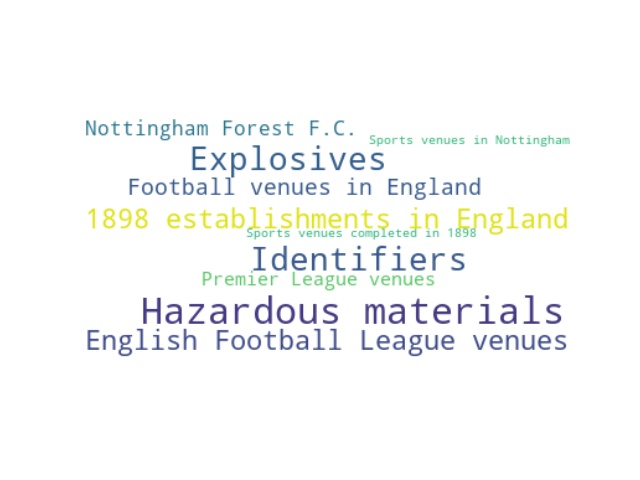 Nottingham Forest F.C.
Sports venues in Nottingham
Explosives
Football venues in England
1898 establishments in England
Sports venues completed in 1898
Identifiers
Premier League venues
Hazardous materials
English Football League venues